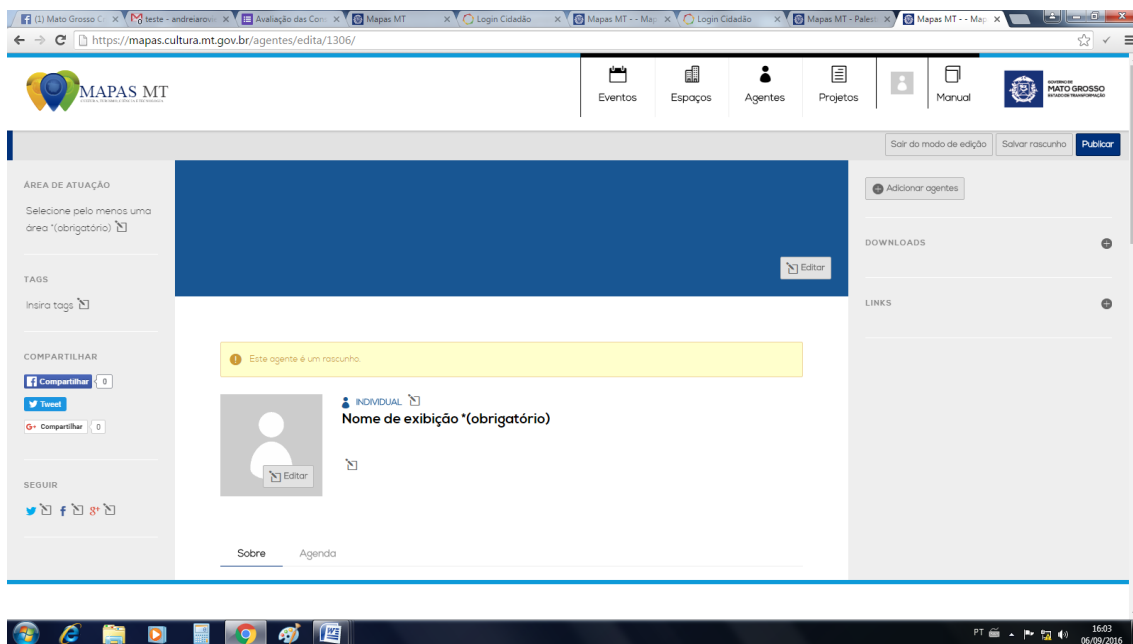 (1) Mato Grosso C
teste - andreiarovi
Avaliação das Com
Mapas MT
Login Cidadão
Mapas MT - - Map
Login Cidadão
Mapas MT - Palest
Mapas MT - - Map
https://mapas.cultura.mt.gov.br/agentes/edita/1306/
MAPAS MT
Eventos
Espaços
Agentes
Projetos
Manual
GOVERNO DE
MATO GROSSO
ESTADO DE TRANSFORMAÇÃO
Sair do modo de edição
Salvar rascunho
Publicar
ÁREA DE ATUAÇÃO
Selecione pelo menos uma
área *(obrigatório)
TAGS
Insira tags
COMPARTILHAR
Compartilhar 0
Tweet
G+ Compartilhar 0
SEGUIR
Editar
Este agente é um rascunho.
INDIVIDUAL
Nome de exibição *(obrigatório)
Editar
Sobre
Agenda
Adicionar agentes
DOWNLOADS
LINKS
PT
16:03
06/09/2016